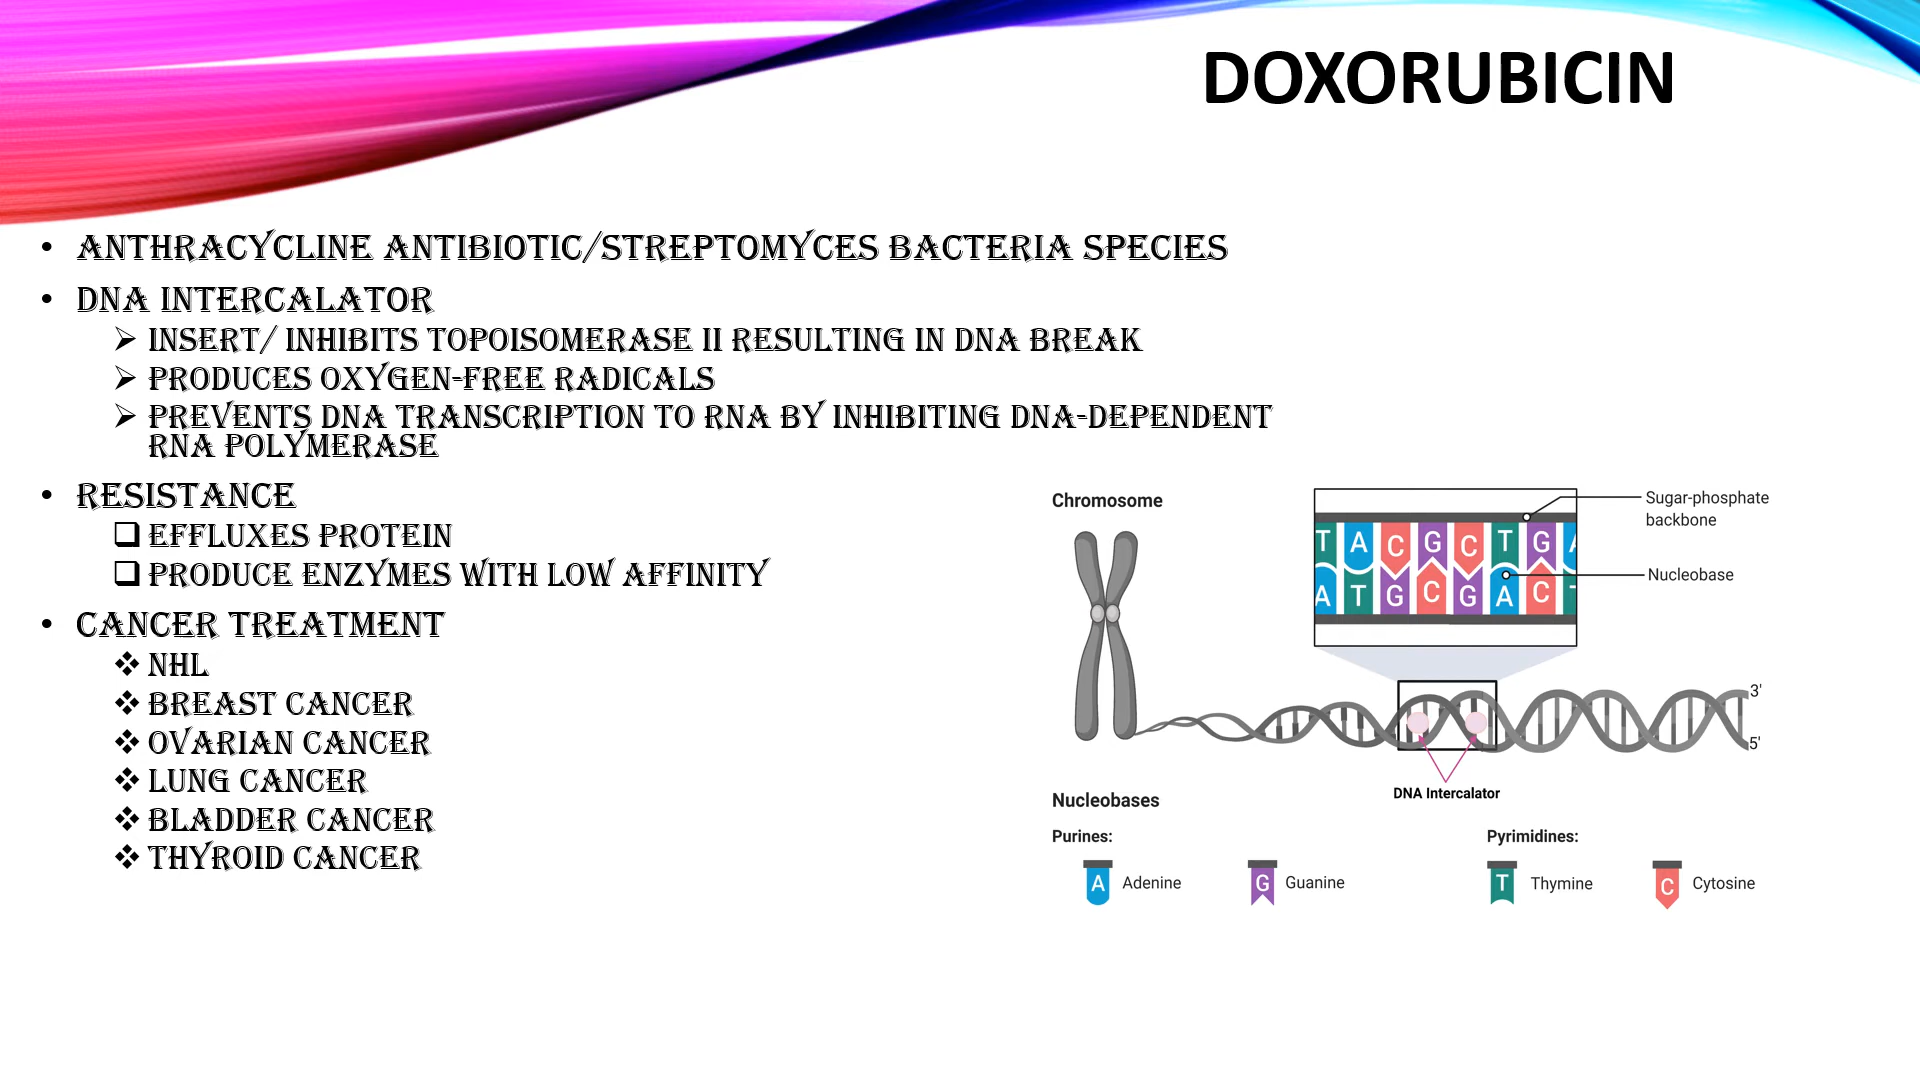 DOXORUBICIN
• ANTHRACYCLINE ANTIBIOTIC/STREPTOMYCES BACTERIA SPECIES
• DNA INTERCALATOR
➢ INSERT/ INHIBITS TOPOISOMERASE II RESULTING IN DNA BREAK
➢ PRODUCES OXYGEN-FREE RADICALS
➢ PREVENTS DNA TRANSCRIPTION TO RNA BY INHIBITING DNA-DEPENDENT
RNA POLYMERASE
• RESISTANCE
❑ EFFLUXES PROTEIN
❑ PRODUCE ENZYMES WITH LOW AFFINITY
• CANCER TREATMENT
❖ NHL
❖ BREAST CANCER
❖ OVARIAN CANCER
❖ LUNG CANCER
❖ BLADDER CANCER
❖ THYROID CANCER
Chromosome
Sugar-phosphate
backbone
T A C G C T G A
Nucleobase
A T G C G A C T
3'
5'
DNA Intercalator
Nucleobases
Purines:
Pyrimidines:
A Adenine
G Guanine
T Thymine
C Cytosine